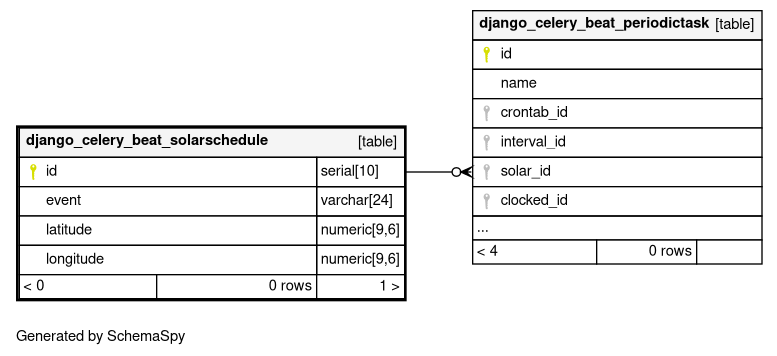 django_celery_beat_periodictask [table]
id
name
crontab_id
interval_id
solar_id
clocked_id
...
< 4 0 rows
django_celery_beat_solarschedule [table]
id serial[10]
event varchar[24]
latitude numeric[9,6]
longitude numeric[9,6]
< 0 0 rows 1 >
Generated by SchemaSpy